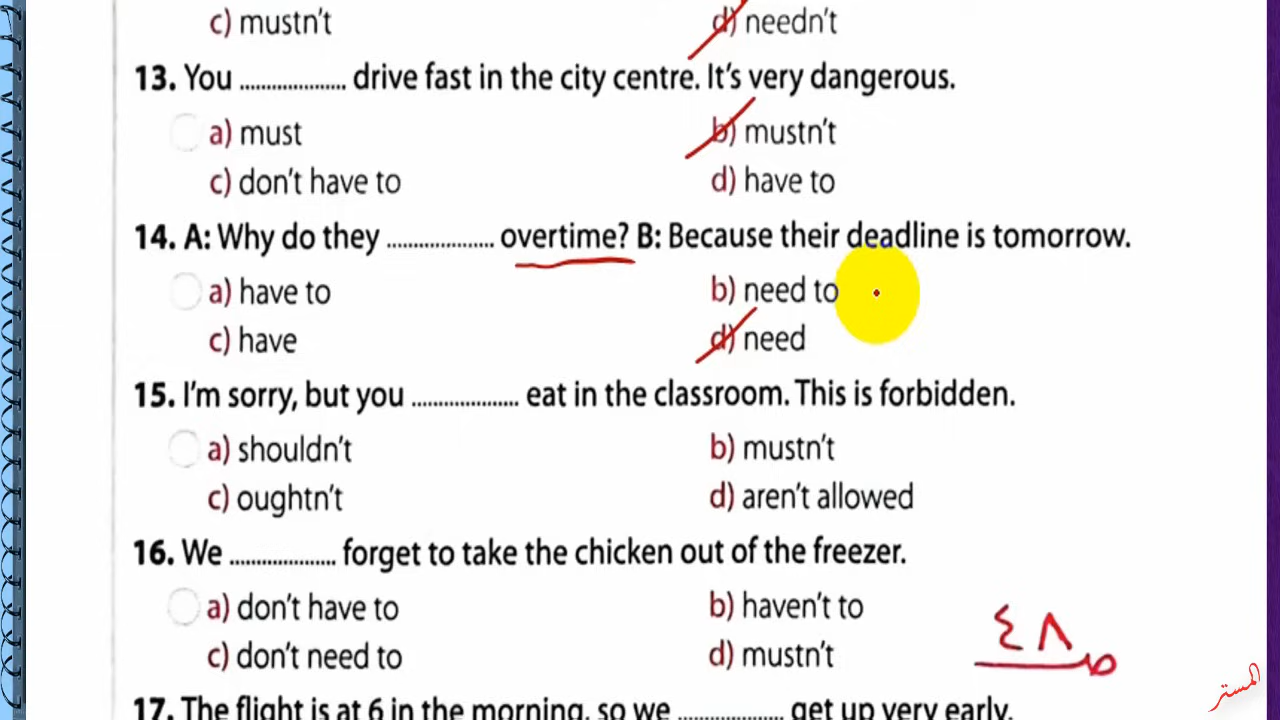 c) mustn't d) needn't
13. You .................... drive fast in the city centre. It's very dangerous.
a) must b) mustn't
c) don't have to d) have to
14. A: Why do they .................... overtime? B: Because their deadline is tomorrow.
a) have to b) need to
c) have d) need
15. I'm sorry, but you .................... eat in the classroom. This is forbidden.
a) shouldn't b) mustn't
c) oughtn't d) aren't allowed
16. We .................... forget to take the chicken out of the freezer.
a) don't have to b) haven't to
c) don't need to d) mustn't
٤٨ ص
17. The flight is at 6 in the morning, so we .................... get up very early.
المستر